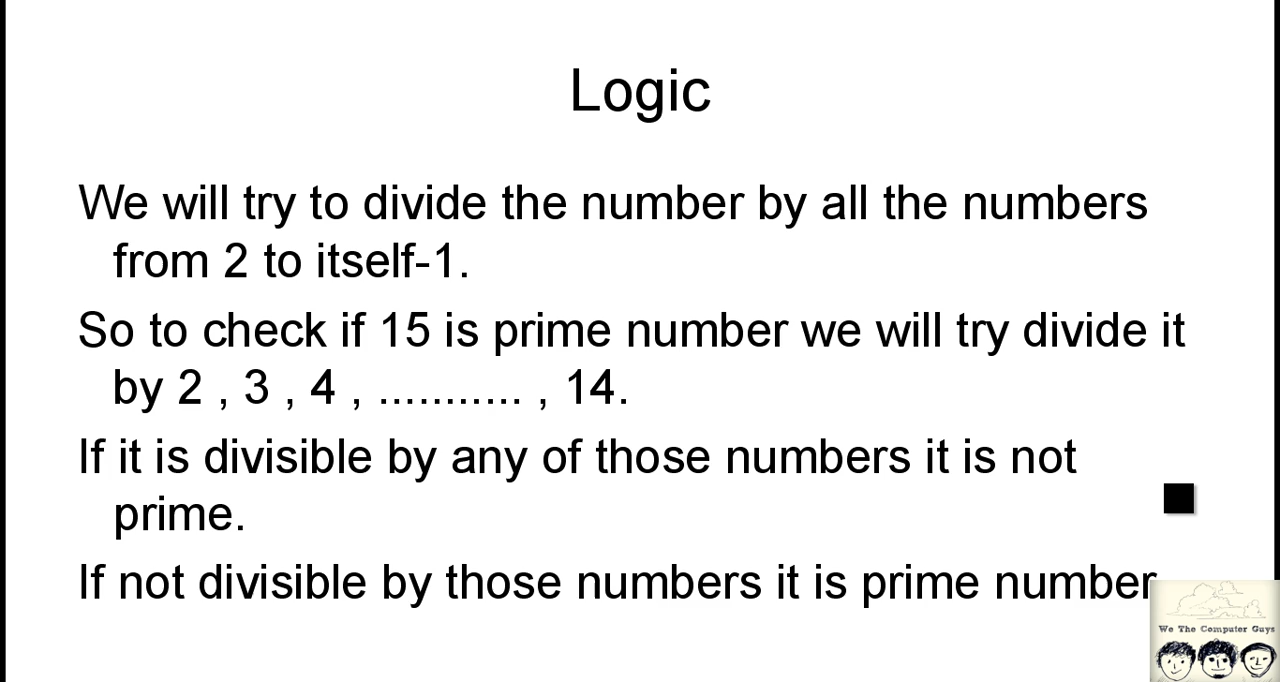 Logic
We will try to divide the number by all the numbers
from 2 to itself-1.
So to check if 15 is prime number we will try divide it
by 2 , 3 , 4 , ........... , 14.
If it is divisible by any of those numbers it is not
prime.
If not divisible by those numbers it is prime number
We The Computer Guys